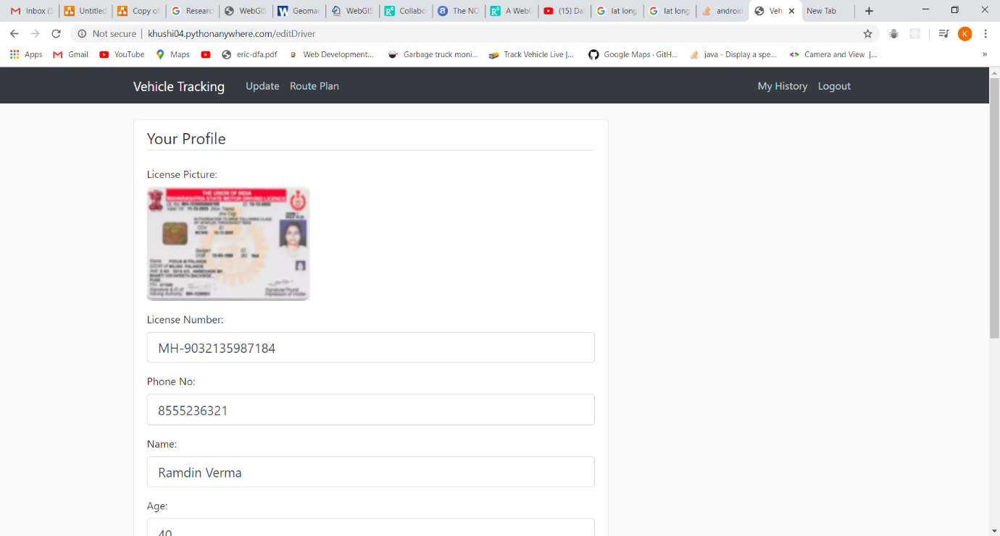 Inbox (5
Untitled
Copy of
Researc
WebGIS
Geomar
WebGIS
Collabo
The NO
A WebG
(15) Dat
lat long
lat long
android
Veh
New Tab
Not secure | khushi04.pythonanywhere.com/editDriver
K
Apps
Gmail
YouTube
Maps
eric-dfa.pdf
Web Development...
Garbage truck moni...
Track Vehicle Live |...
Google Maps · GitH...
java - Display a spe...
Camera and View |...
»
Vehicle Tracking
Update
Route Plan
My History
Logout
Your Profile
License Picture:
THE UNION OF INDIA
MAHARASHTRA STATE MOTOR DRIVING LICENCE
License Number:
MH-9032135987184
Phone No:
8555236321
Name:
Ramdin Verma
Age:
40